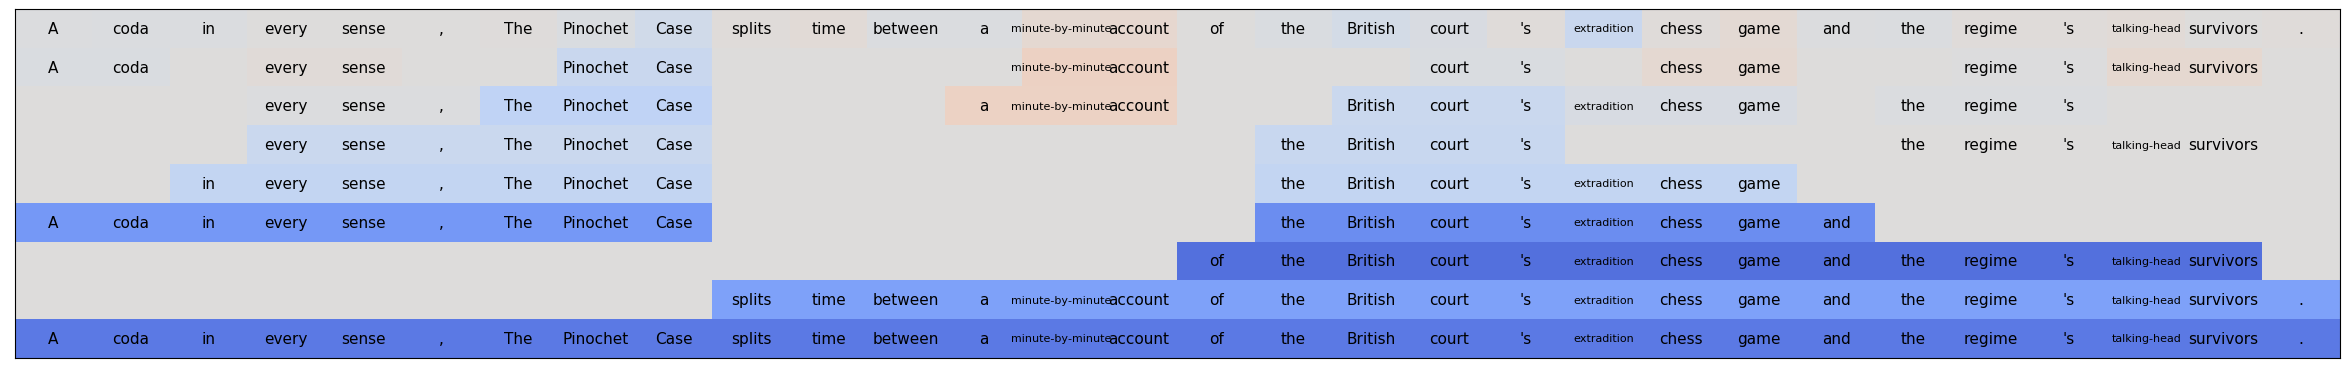 A coda in every sense , The Pinochet Case splits time between a minute-by-minute account of the British court 's extradition chess game and the regime 's talking-head survivors .
A coda every sense Pinochet Case minute-by-minute account court 's chess game regime 's talking-head survivors
every sense , The Pinochet Case a minute-by-minute account British court 's extradition chess game the regime 's
every sense , The Pinochet Case the British court 's the regime 's talking-head survivors
in every sense , The Pinochet Case the British court 's extradition chess game
A coda in every sense , The Pinochet Case the British court 's extradition chess game and
of the British court 's extradition chess game and the regime 's talking-head survivors
splits time between a minute-by-minute account of the British court 's extradition chess game and the regime 's talking-head survivors .
A coda in every sense , The Pinochet Case splits time between a minute-by-minute account of the British court 's extradition chess game and the regime 's talking-head survivors .